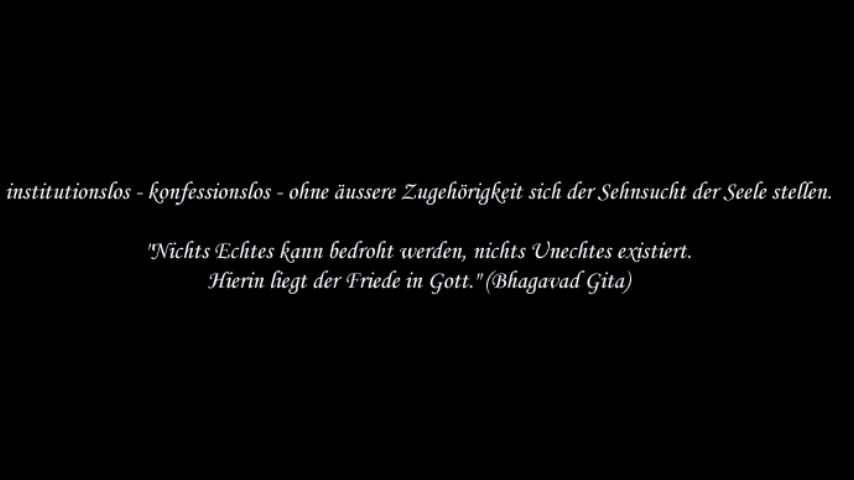 institutionslos - konfessionslos - ohne äussere Zugehörigkeit sich der Sehnsucht der Seele stellen.
"Nichts Echtes kann bedroht werden, nichts Unechtes existiert.
Hierin liegt der Friede in Gott." (Bhagavad Gita)